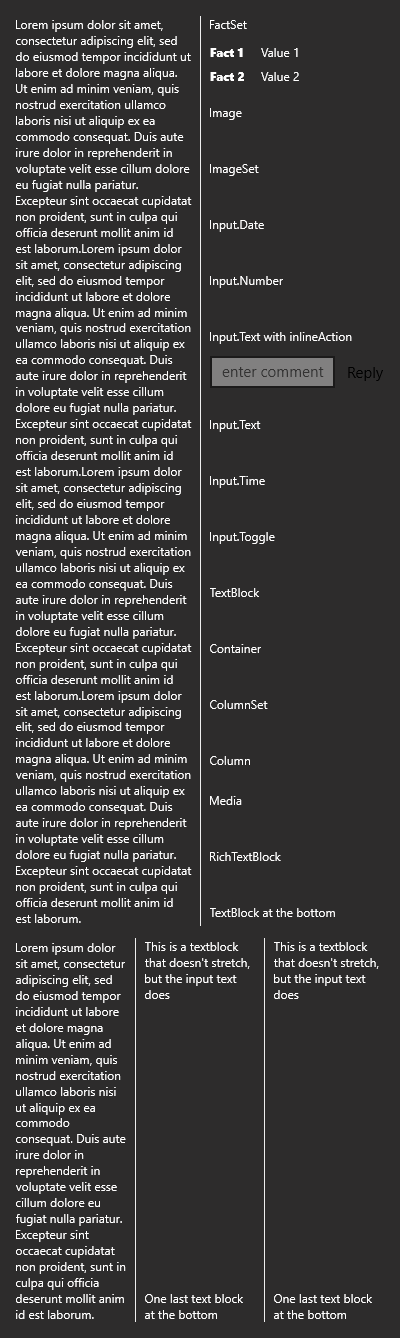 Lorem ipsum dolor sit amet,
consectetur adipiscing elit, sed
do eiusmod tempor incididunt ut
labore et dolore magna aliqua.
Ut enim ad minim veniam, quis
nostrud exercitation ullamco
laboris nisi ut aliquip ex ea
commodo consequat. Duis aute
irure dolor in reprehenderit in
voluptate velit esse cillum dolore
eu fugiat nulla pariatur.
Excepteur sint occaecat cupidatat
non proident, sunt in culpa qui
officia deserunt mollit anim id
est laborum.Lorem ipsum dolor
sit amet, consectetur adipiscing
elit, sed do eiusmod tempor
incididunt ut labore et dolore
magna aliqua. Ut enim ad minim
veniam, quis nostrud exercitation
ullamco laboris nisi ut aliquip ex
ea commodo consequat. Duis
aute irure dolor in reprehenderit
in voluptate velit esse cillum
dolore eu fugiat nulla pariatur.
Excepteur sint occaecat cupidatat
non proident, sunt in culpa qui
officia deserunt mollit anim id
est laborum.Lorem ipsum dolor
sit amet, consectetur adipiscing
elit, sed do eiusmod tempor
incididunt ut labore et dolore
magna aliqua. Ut enim ad minim
veniam, quis nostrud exercitation
ullamco laboris nisi ut aliquip ex
ea commodo consequat. Duis
aute irure dolor in reprehenderit
in voluptate velit esse cillum
dolore eu fugiat nulla pariatur.
Excepteur sint occaecat cupidatat
non proident, sunt in culpa qui
officia deserunt mollit anim id
est laborum.Lorem ipsum dolor
sit amet, consectetur adipiscing
elit, sed do eiusmod tempor
incididunt ut labore et dolore
magna aliqua. Ut enim ad minim
veniam, quis nostrud exercitation
ullamco laboris nisi ut aliquip ex
ea commodo consequat. Duis
aute irure dolor in reprehenderit
in voluptate velit esse cillum
dolore eu fugiat nulla pariatur.
Excepteur sint occaecat cupidatat
non proident, sunt in culpa qui
officia deserunt mollit anim id
est laborum.
FactSet
Fact 1 Value 1
Fact 2 Value 2
Image
ImageSet
Input.Date
Input.Number
Input.Text with inlineAction
enter comment Reply
Input.Text
Input.Time
Input.Toggle
TextBlock
Container
ColumnSet
Column
Media
RichTextBlock
TextBlock at the bottom
Lorem ipsum dolor
sit amet, consectetur
adipiscing elit, sed
do eiusmod tempor
incididunt ut labore
et dolore magna
aliqua. Ut enim ad
minim veniam, quis
nostrud exercitation
ullamco laboris nisi
ut aliquip ex ea
commodo
consequat. Duis aute
irure dolor in
reprehenderit in
voluptate velit esse
cillum dolore eu
fugiat nulla pariatur.
Excepteur sint
occaecat cupidatat
non proident, sunt in
culpa qui officia
deserunt mollit anim
id est laborum.
This is a textblock
that doesn't stretch,
but the input text
does
One last text block
at the bottom
This is a textblock
that doesn't stretch,
but the input text
does
One last text block
at the bottom